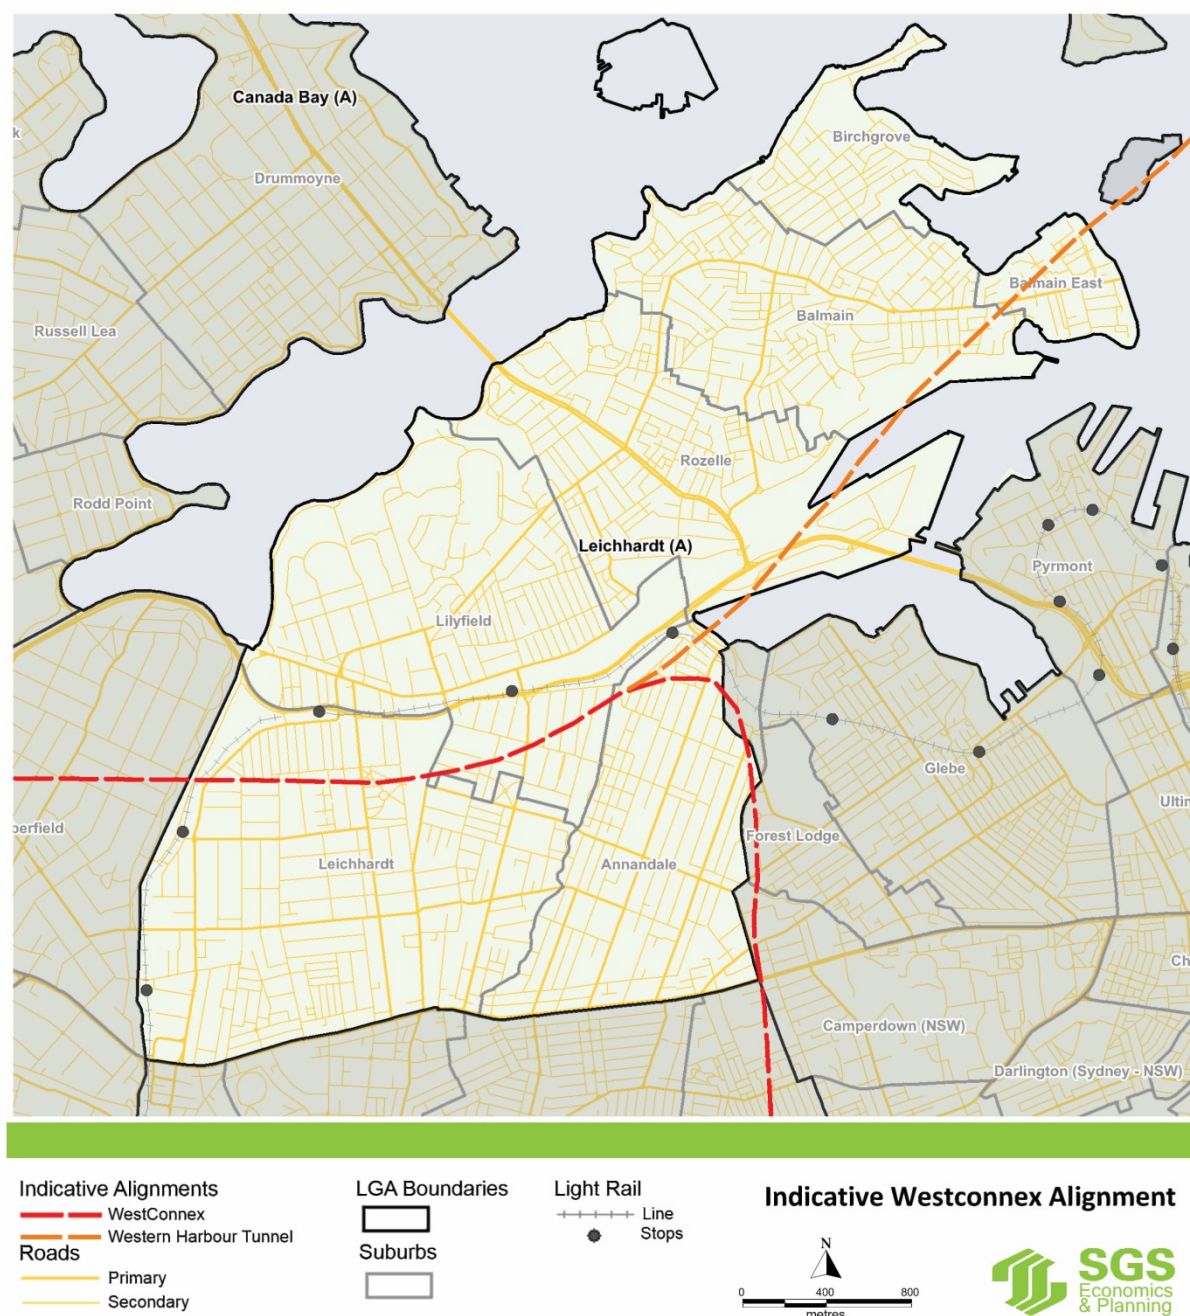 Canada Bay (A)
k
Birchgrove
Drummoyne
Balmain East
Russell Lea
Balmain
Rozelle
Rodd Point
Leichhardt (A)
Pyrmont
Lilyfield
Glebe
Ultim
perfield
Forest Lodge
Leichhardt
Annandale
Ch
Camperdown (NSW)
Darlington (Sydney - NSW)
Indicative Alignments
WestConnex
Western Harbour Tunnel
Roads
Primary
Secondary
LGA Boundaries
Suburbs
Light Rail
Line
Stops
Indicative Westconnex Alignment
N
0 400 800
metres
SGS
Economics
& Planning